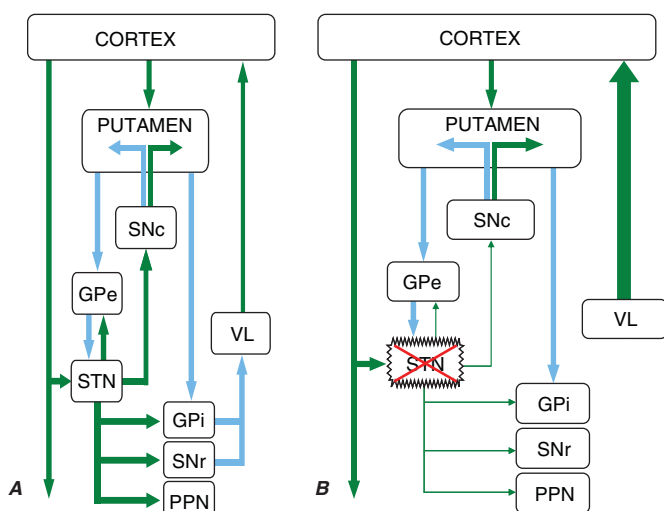 CORTEX
PUTAMEN
SNc
GPe
VL
STN
GPi
SNr
PPN
A
CORTEX
PUTAMEN
SNc
GPe
VL
STN
GPi
SNr
PPN
B